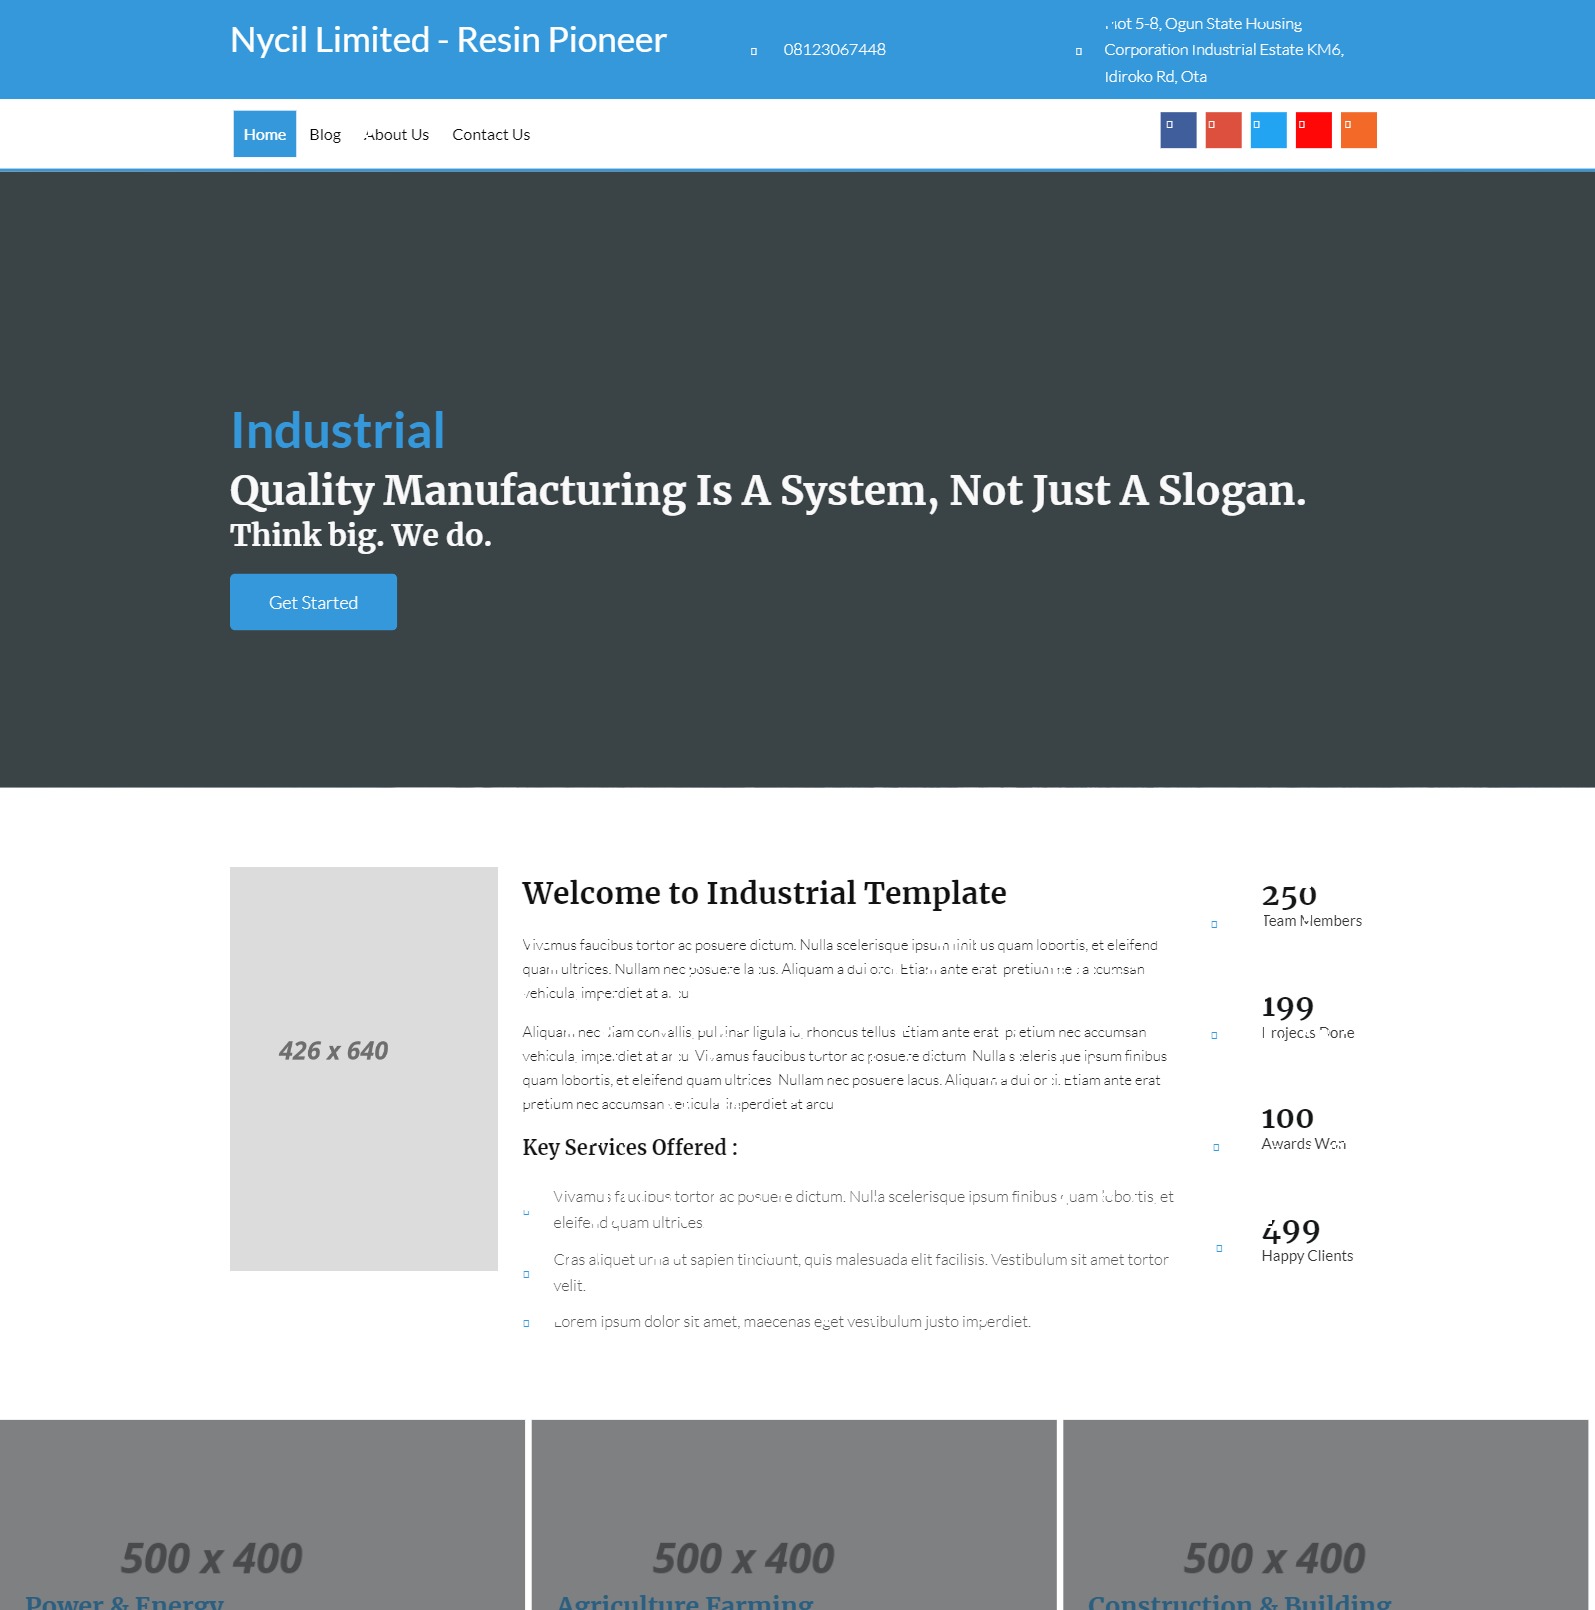 Nycil Limited - Resin Pioneer
08123067448
Plot 5-8, Ogun State Housing
Corporation Industrial Estate KM6,
Idiroko Rd, Ota
Home Blog About Us Contact Us
Industrial
Quality Manufacturing Is A System, Not Just A Slogan.
Think big. We do.
Get Started
426 x 640
Welcome to Industrial Template
Vivamus faucibus tortor ac posuere dictum. Nulla scelerisque ipsum finibus quam lobortis, et eleifend
quam ultrices. Nullam nec posuere lacus. Aliquam a dui orci. Etiam ante erat, pretium nec accumsan
vehicula, imperdiet at arcu
Aliquam nec diam convallis, pulvinar ligula id, rhoncus tellus. Etiam ante erat, pretium nec accumsan
vehicula, imperdiet at arcu. Vivamus faucibus tortor ac posuere dictum. Nulla scelerisque ipsum finibus
quam lobortis, et eleifend quam ultrices. Nullam nec posuere lacus. Aliquam a dui orci. Etiam ante erat
pretium nec accumsan vehicula, imperdiet at arcu
Key Services Offered :
Vivamus faucibus tortor ac posuere dictum. Nulla scelerisque ipsum finibus quam lobortis, et
eleifend quam ultrices.
Cras aliquet urna ut sapien tincidunt, quis malesuada elit facilisis. Vestibulum sit amet tortor
velit.
Lorem ipsum dolor sit amet, maecenas eget vestibulum justo imperdiet.
250
Team Members
199
Projects Done
100
Awards Won
499
Happy Clients
500 x 400
Power & Energy
500 x 400
Agriculture Farming
500 x 400
Construction & Building